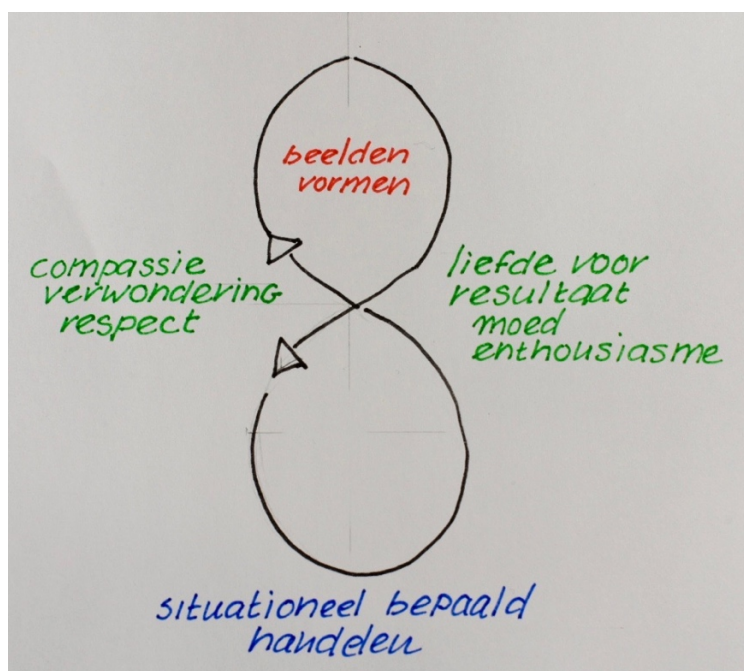 beelden
vormen
compassie
verwondering
respect
liefde voor
resultaat
moed
enthousiasme
situationeel bepaald
handelen